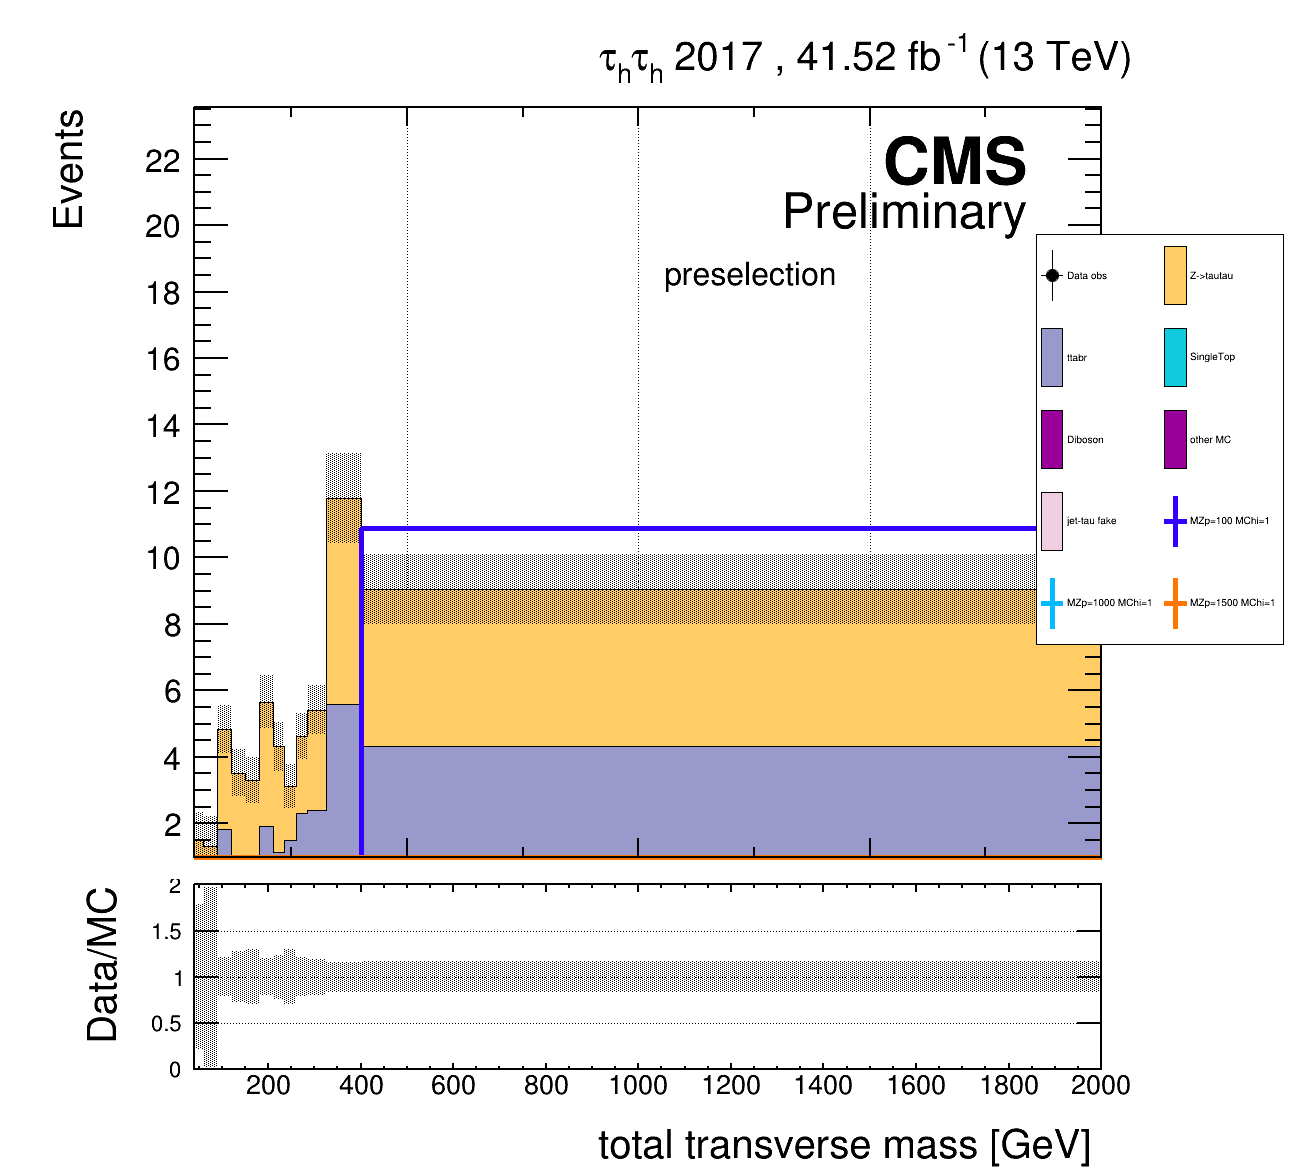 τhτh 2017 , 41.52 fb-1 (13 TeV)
Events
22
20
18
16
14
12
10
8
6
4
2
CMS
Preliminary
preselection
Data obs
Z->tautau
ttabr
SingleTop
Diboson
other MC
jet-tau fake
MZp=100 MChi=1
MZp=1000 MChi=1
MZp=1500 MChi=1
Data/MC
2
1.5
1
0.5
0
200 400 600 800 1000 1200 1400 1600 1800 2000
total transverse mass [GeV]